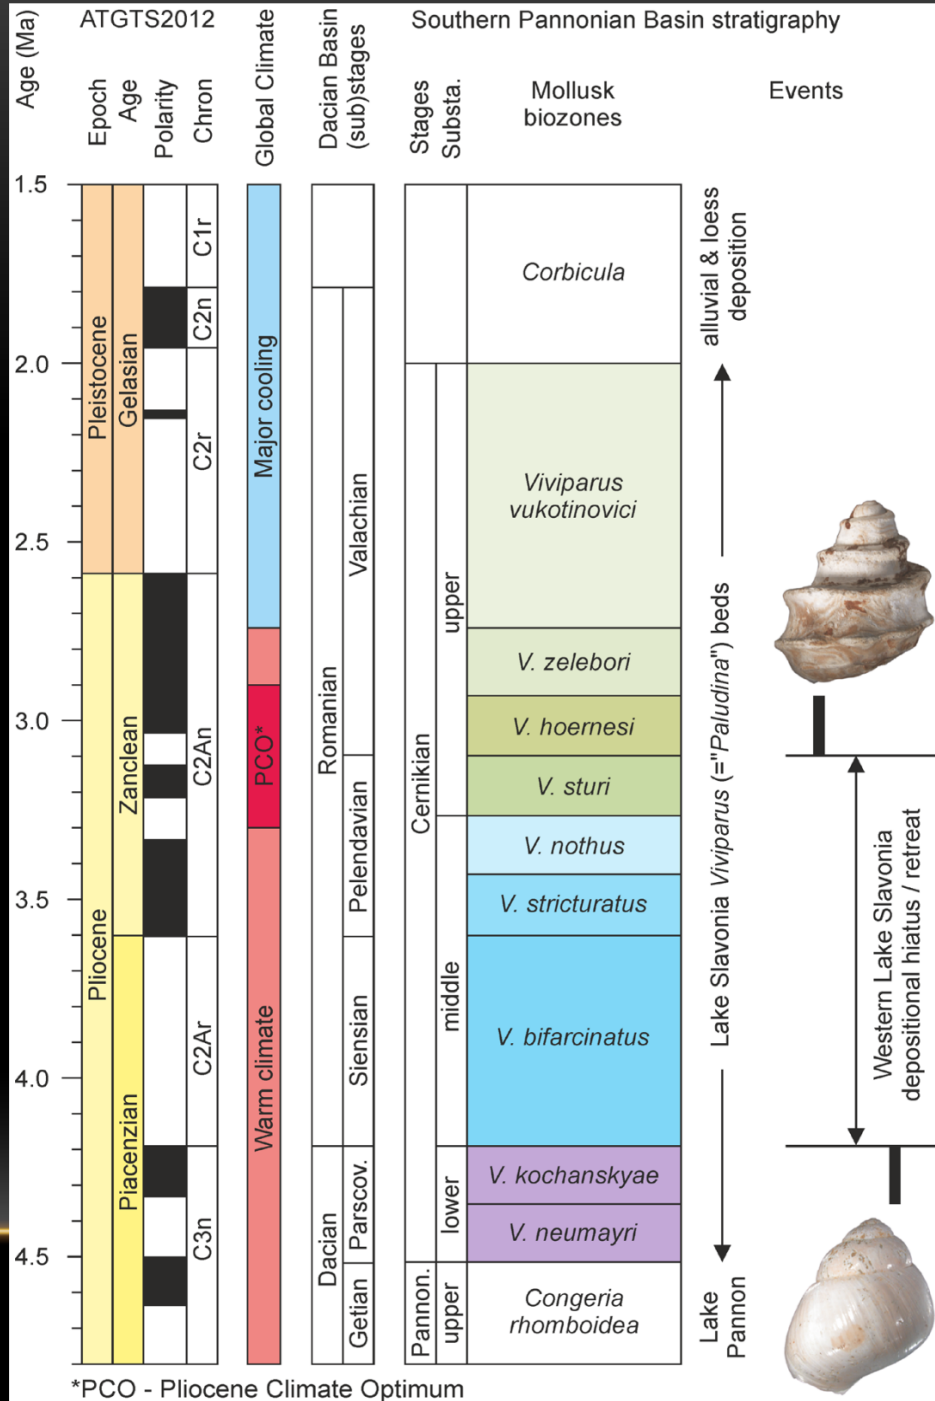 ATGTS2012
Southern Pannonian Basin stratigraphy
Age (Ma)
Epoch
Age
Polarity
Chron
Global Climate
Dacian Basin
(sub)stages
Stages
Substa.
Mollusk
biozones
Events
1.5
2.0
2.5
3.0
3.5
4.0
4.5
Pleistocene
Pliocene
Gelasian
Zanclean
Piacenzian
C1r
C2n
C2r
C2An
C2Ar
C3n
Major cooling
PCO*
Warm climate
Romanian
Dacian
Valachian
Pelendavian
Siensian
Parscov.
Getian
Cernikian
Pannon.
upper
middle
lower
upper
Corbicula
Viviparus
vukotinovici
V. zelebori
V. hoernesi
V. sturi
V. nothus
V. stricturatus
V. bifarcinatus
V. kochanskyae
V. neumayri
Congeria
rhomboidea
alluvial & loess
deposition
Lake Slavonia Viviparus (="Paludina") beds
Lake
Pannon
Western Lake Slavonia
depositional hiatus / retreat
*PCO - Pliocene Climate Optimum